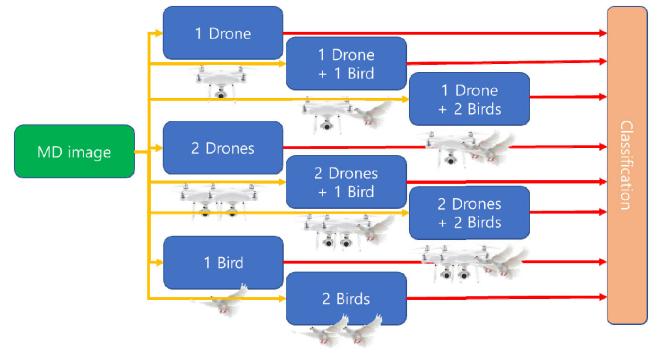 1 Drone
1 Drone
+ 1 Bird
1 Drone
+ 2 Birds
MD image
2 Drones
2 Drones
+ 1 Bird
2 Drones
+ 2 Birds
1 Bird
2 Birds
Classification